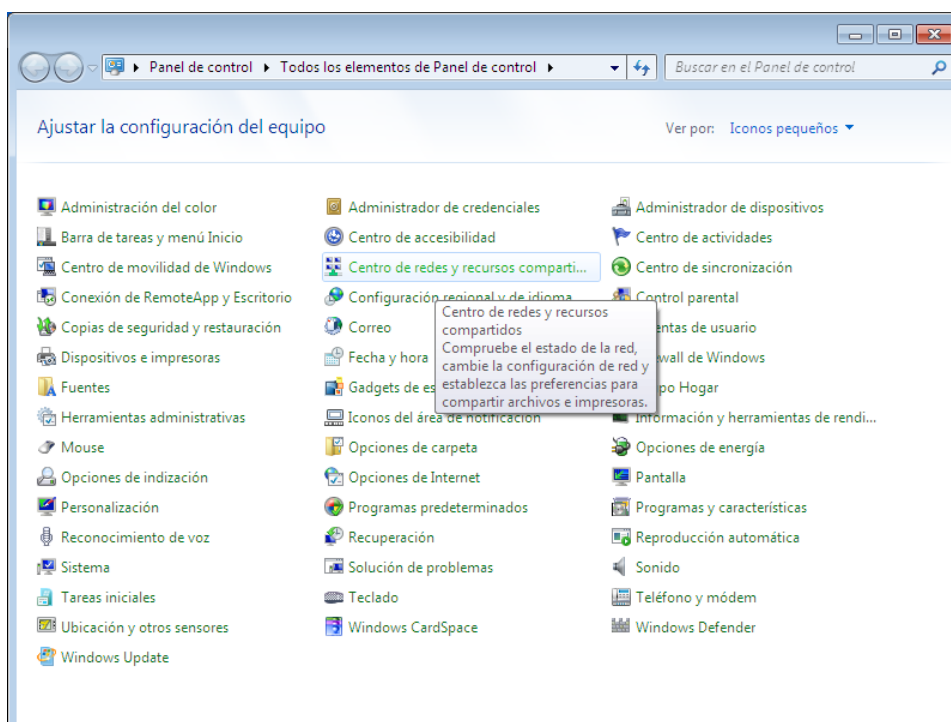 Panel de control Todos los elementos de Panel de control
Buscar en el Panel de control
Ajustar la configuración del equipo
Ver por: Iconos pequeños
Administración del color
Administrador de credenciales
Administrador de dispositivos
Barra de tareas y menú Inicio
Centro de accesibilidad
Centro de actividades
Centro de movilidad de Windows
Centro de redes y recursos comparti...
Centro de sincronización
Conexión de RemoteApp y Escritorio
Configuración regional y de idioma
Control parental
Centro de redes y recursos
compartidos
Compruebe el estado de la red,
cambie la configuración de red y
establezca las preferencias para
compartir archivos e impresoras.
Copias de seguridad y restauración
Correo
de usuario
Dispositivos e impresoras
Fecha y hora
de Windows
Fuentes
Gadgets de
Hogar
Herramientas administrativas
Iconos del área de notificación
Información y herramientas de rendi...
Mouse
Opciones de carpeta
Opciones de energía
Opciones de indización
Opciones de Internet
Pantalla
Personalización
Programas predeterminados
Programas y características
Reconocimiento de voz
Recuperación
Reproducción automática
Sistema
Solución de problemas
Sonido
Tareas iniciales
Teclado
Teléfono y módem
Ubicación y otros sensores
Windows CardSpace
Windows Defender
Windows Update